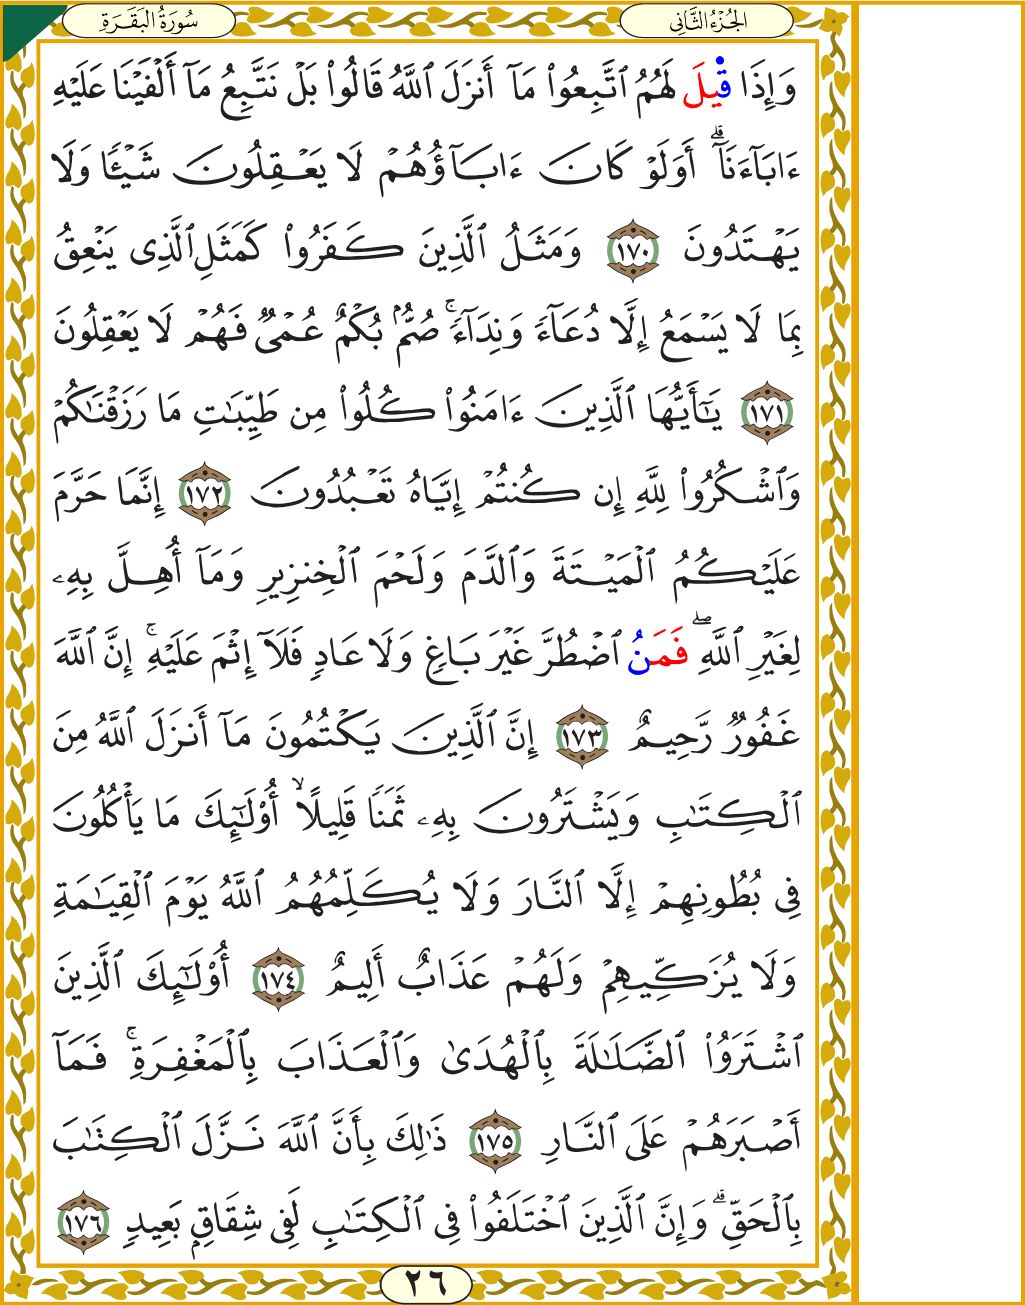 الجُزْءُ الثَّانِي
سُورَةُ البَقَرَةِ
وَإِذَا قِيلَ لَهُمُ ٱتَّبِعُوا۟ مَآ أَنزَلَ ٱللَّهُ قَالُوا۟ بَلْ نَتَّبِعُ مَآ أَلْفَيْنَا عَلَيْهِ
ءَابَآءَنَآ ۗ أَوَلَوْ كَانَ ءَابَآؤُهُمْ لَا يَعْقِلُونَ شَيْـًٔا وَلَا
يَهْتَدُونَ ١٧٠ وَمَثَلُ ٱلَّذِينَ كَفَرُوا۟ كَمَثَلِ ٱلَّذِى يَنْعِقُ
بِمَا لَا يَسْمَعُ إِلَّا دُعَآءً وَنِدَآءً ۚ صُمٌّۢ بُكْمٌ عُمْىٌ فَهُمْ لَا يَعْقِلُونَ
١٧١ يَـٰٓأَيُّهَا ٱلَّذِينَ ءَامَنُوا۟ كُلُوا۟ مِن طَيِّبَـٰتِ مَا رَزَقْنَـٰكُمْ
وَٱشْكُرُوا۟ لِلَّهِ إِن كُنتُمْ إِيَّاهُ تَعْبُدُونَ ١٧٢ إِنَّمَا حَرَّمَ
عَلَيْكُمُ ٱلْمَيْتَةَ وَٱلدَّمَ وَلَحْمَ ٱلْخِنزِيرِ وَمَآ أُهِلَّ بِهِۦ
لِغَيْرِ ٱللَّهِ ۖ فَمَنُ ٱضْطُرَّ غَيْرَ بَاغٍ وَلَا عَادٍ فَلَآ إِثْمَ عَلَيْهِ ۚ إِنَّ ٱللَّهَ
غَفُورٌ رَّحِيمٌ ١٧٣ إِنَّ ٱلَّذِينَ يَكْتُمُونَ مَآ أَنزَلَ ٱللَّهُ مِنَ
ٱلْكِتَـٰبِ وَيَشْتَرُونَ بِهِۦ ثَمَنًا قَلِيلًا ۙ أُو۟لَـٰٓئِكَ مَا يَأْكُلُونَ
فِى بُطُونِهِمْ إِلَّا ٱلنَّارَ وَلَا يُكَلِّمُهُمُ ٱللَّهُ يَوْمَ ٱلْقِيَـٰمَةِ
وَلَا يُزَكِّيهِمْ وَلَهُمْ عَذَابٌ أَلِيمٌ ١٧٤ أُو۟لَـٰٓئِكَ ٱلَّذِينَ
ٱشْتَرَوُا۟ ٱلضَّلَـٰلَةَ بِٱلْهُدَىٰ وَٱلْعَذَابَ بِٱلْمَغْفِرَةِ ۚ فَمَآ
أَصْبَرَهُمْ عَلَى ٱلنَّارِ ١٧٥ ذَٰلِكَ بِأَنَّ ٱللَّهَ نَزَّلَ ٱلْكِتَـٰبَ
بِٱلْحَقِّ ۗ وَإِنَّ ٱلَّذِينَ ٱخْتَلَفُوا۟ فِى ٱلْكِتَـٰبِ لَفِى شِقَاقٍۭ بَعِيدٍ ١٧٦
٢٦